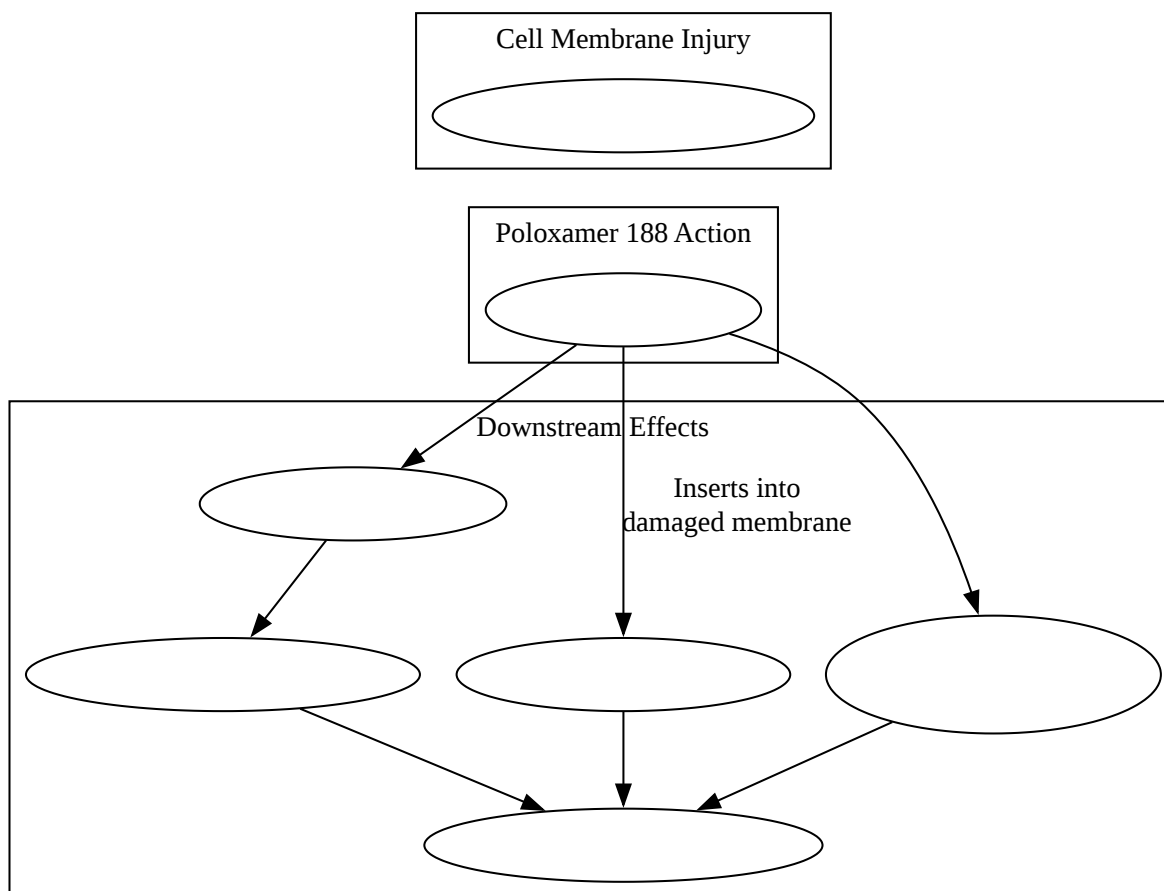 Cell Membrane Injury
Poloxamer 188 Action
Downstream Effects
Inserts into
damaged membrane